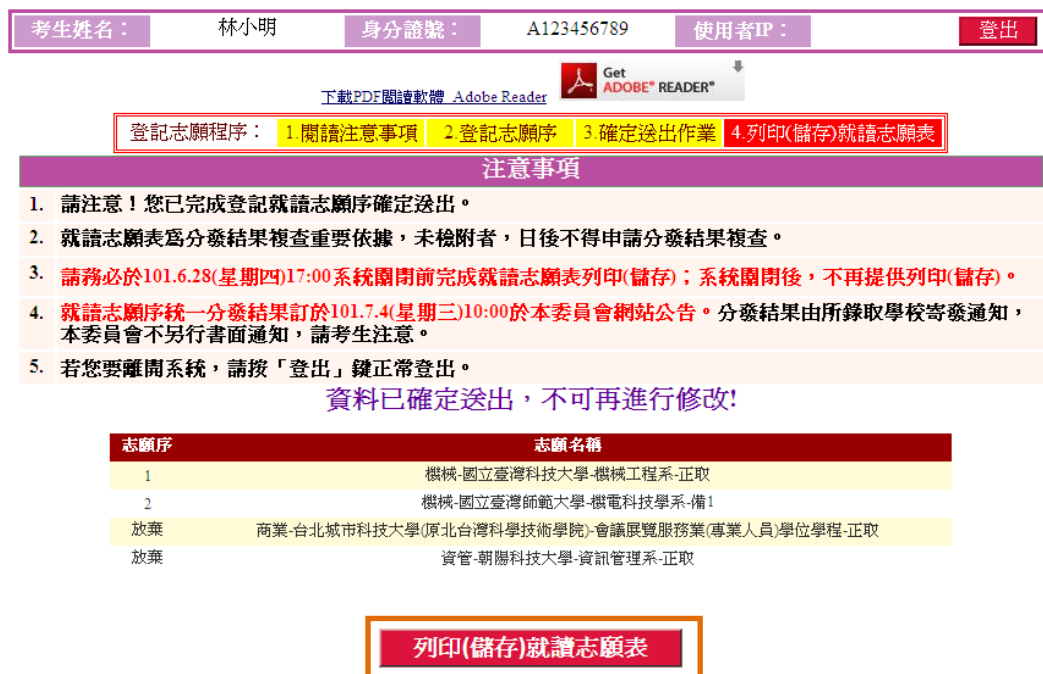 考生姓名： 林小明 身分證號： A123456789 使用者IP： 登出
下載PDF閱讀軟體 Adobe Reader Get ADOBE® READER®
登記志願程序： 1.閱讀注意事項 2.登記志願序 3.確定送出作業 4.列印(儲存)就讀志願表
注意事項
1. 請注意！您已完成登記就讀志願序確定送出。
2. 就讀志願表為分發結果複查重要依據，未檢附者，日後不得申請分發結果複查。
3. 請務必於101.6.28(星期四)17:00系統關閉前完成就讀志願表列印(儲存)；系統關閉後，不再提供列印(儲存)。
4. 就讀志願序統一分發結果訂於101.7.4(星期三)10:00於本委員會網站公告。分發結果由所錄取學校寄發通知，
本委員會不另行書面通知，請考生注意。
5. 若您要離開系統，請按「登出」鍵正常登出。
資料已確定送出，不可再進行修改!
志願序 志願名稱
1 機械-國立臺灣科技大學-機械工程系-正取
2 機械-國立臺灣師範大學-機電科技學系-備1
放棄 商業-台北城市科技大學(原北台灣科學技術學院)-會議展覽服務業(專業人員)學位學程-正取
放棄 資管-朝陽科技大學-資訊管理系-正取
列印(儲存)就讀志願表